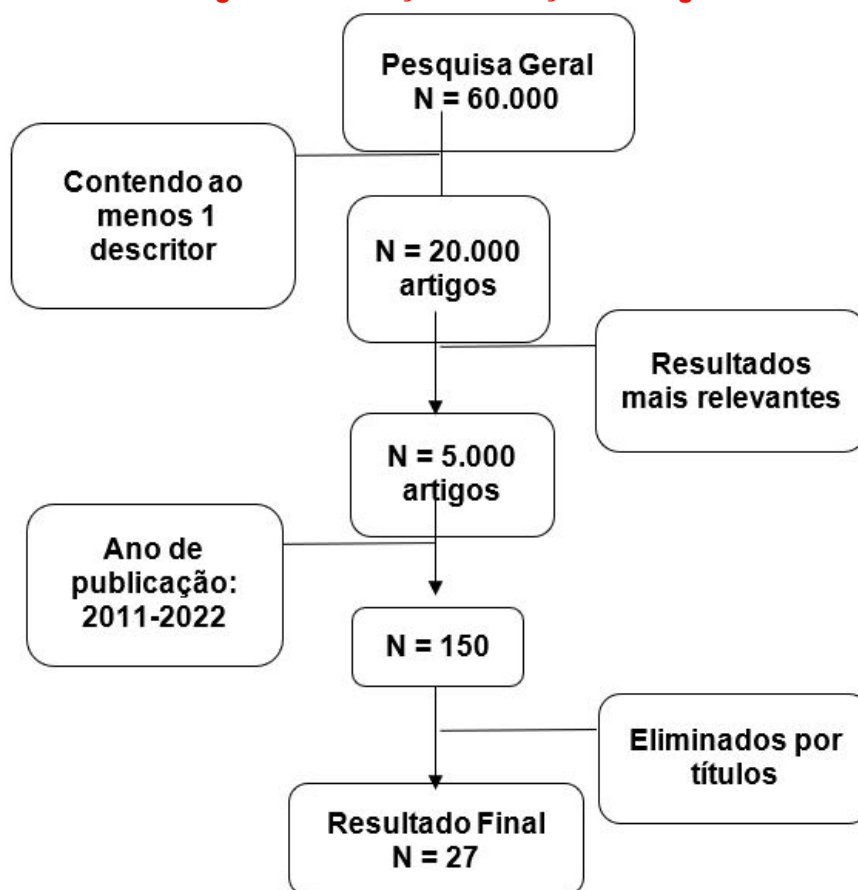 Pesquisa Geral
N = 60.000
Contendo ao
menos 1
descritor
N = 20.000
artigos
Resultados
mais relevantes
N = 5.000
artigos
Ano de
publicação:
2011-2022
N = 150
Eliminados por
títulos
Resultado Final
N = 27